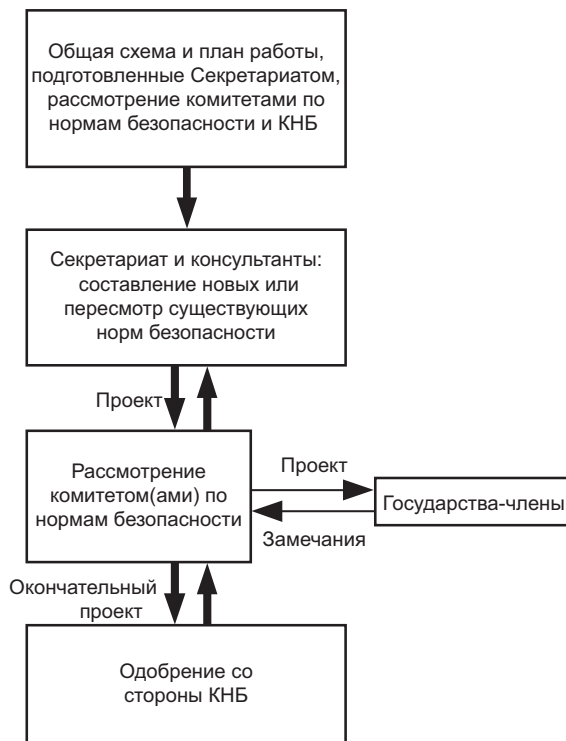 Общая схема и план работы,
подготовленные Секретариатом,
рассмотрение комитетами по
нормам безопасности и КНБ
Секретариат и консультанты:
составление новых или
пересмотр существующих
норм безопасности
Проект
Рассмотрение
комитетом(ами) по
нормам безопасности
Проект
Государства-члены
Замечания
Окончательный
проект
Одобрение со
стороны КНБ